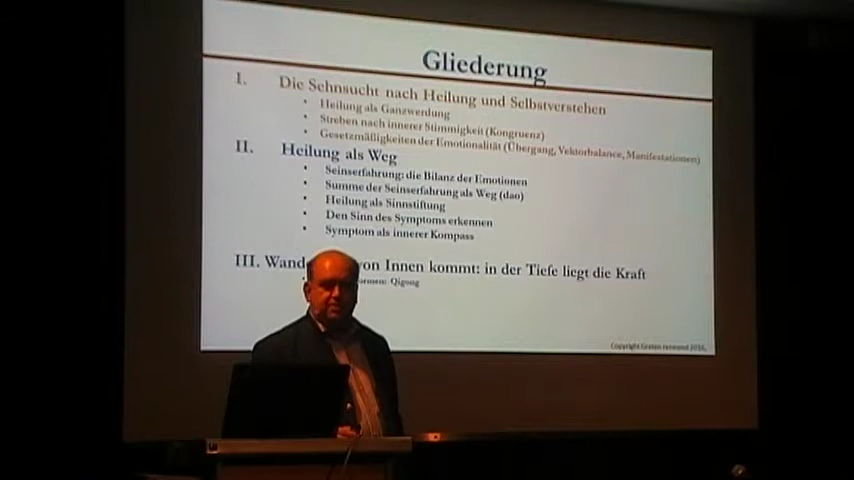 Gliederung
I. Die Sehnsucht nach Heilung und Selbstverstehen
• Heilung als Ganzwerdung
• Streben nach innerer Stimmigkeit (Kongruenz)
• Gesetzmäßigkeiten der Emotionalität (Übergang, Vektorbalance, Manifestationen)
II. Heilung als Weg
• Seinserfahrung: die Bilanz der Emotionen
• Summe der Seinserfahrung als Weg (dao)
• Heilung als Sinnstiftung
• Den Sinn des Symptoms erkennen
• Symptom als innerer Kompass
III. Wand von Innen kommt: in der Tiefe liegt die Kraft
Qigong
Copyright 2016